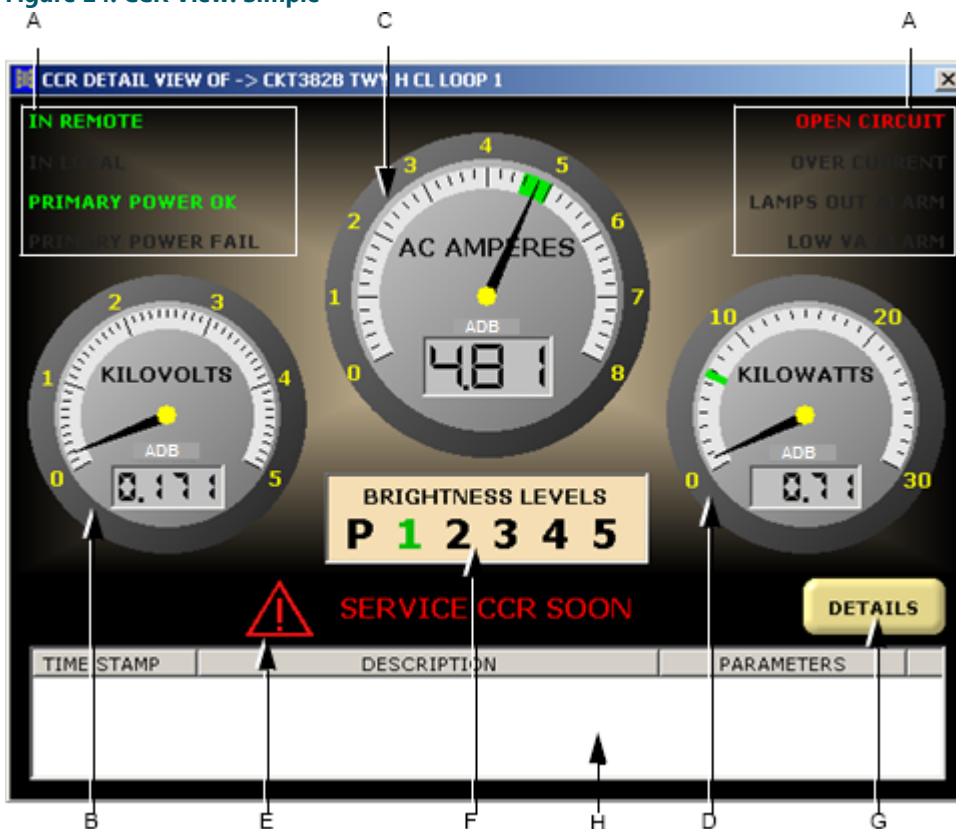 Figure 24. CCR View: Simple
A C A
CCR DETAIL VIEW OF -> CKT382B TWY H CL LOOP 1
IN REMOTE
IN LOCAL
PRIMARY POWER OK
PRIMARY POWER FAIL
OPEN CIRCUIT
OVER CURRENT
LAMPS OUT ALARM
LOW VA ALARM
0 1 2 3 4 5 6 7 8
AC AMPERES
ADB
4.81
0 1 2 3 4 5
KILOVOLTS
ADB
0.171
0 10 20 30
KILOWATTS
ADB
0.71
BRIGHTNESS LEVELS
P 1 2 3 4 5
SERVICE CCR SOON
DETAILS
TIME STAMP DESCRIPTION PARAMETERS
B E F H D G